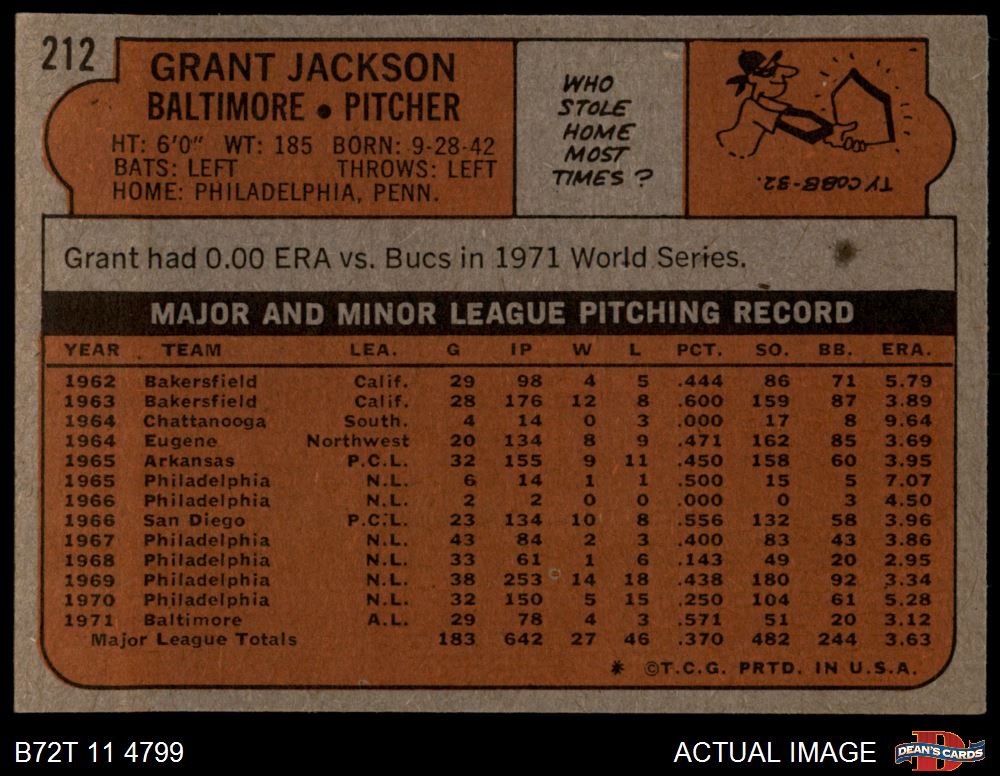 212
GRANT JACKSON
BALTIMORE • PITCHER
HT: 6'0" WT: 185 BORN: 9-28-42
BATS: LEFT THROWS: LEFT
HOME: PHILADELPHIA, PENN.
WHO
STOLE
HOME
MOST
TIMES?
TY COBB-32.
Grant had 0.00 ERA vs. Bucs in 1971 World Series.
MAJOR AND MINOR LEAGUE PITCHING RECORD
YEAR TEAM LEA. G IP W L PCT. SO. BB. ERA.
1962 Bakersfield Calif. 29 98 4 5 .444 86 71 5.79
1963 Bakersfield Calif. 28 176 12 8 .600 159 87 3.89
1964 Chattanooga South. 4 14 0 3 .000 17 8 9.64
1964 Eugene Northwest 20 134 8 9 .471 162 85 3.69
1965 Arkansas P.C.L. 32 155 9 11 .450 158 60 3.95
1965 Philadelphia N.L. 6 14 1 1 .500 15 5 7.07
1966 Philadelphia N.L. 2 2 0 0 .000 0 3 4.50
1966 San Diego P.C.L. 23 134 10 8 .556 132 58 3.96
1967 Philadelphia N.L. 43 84 2 3 .400 83 43 3.86
1968 Philadelphia N.L. 33 61 1 6 .143 49 20 2.95
1969 Philadelphia N.L. 38 253 14 18 .438 180 92 3.34
1970 Philadelphia N.L. 32 150 5 15 .250 104 61 5.28
1971 Baltimore A.L. 29 78 4 3 .571 51 20 3.12
Major League Totals 183 642 27 46 .370 482 244 3.63
* ©T.C.G. PRTD. IN U.S.A.
B72T 11 4799
ACTUAL IMAGE
D
DEAN'S CARDS